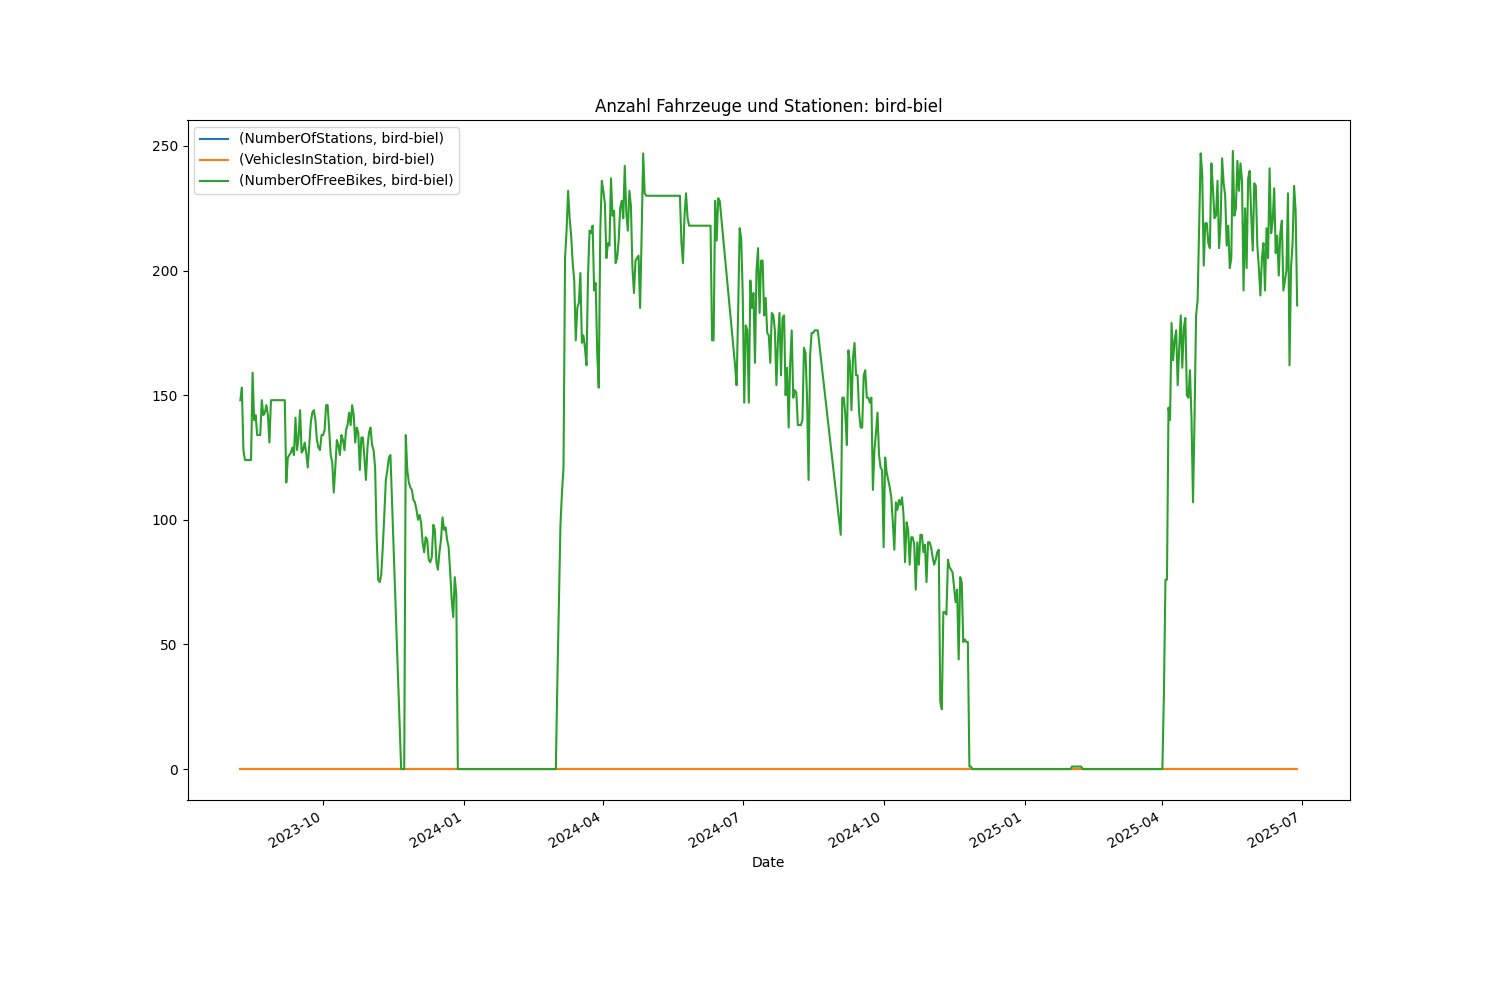 Anzahl Fahrzeuge und Stationen: bird-biel
(NumberOfStations, bird-biel)
(VehiclesInStation, bird-biel)
(NumberOfFreeBikes, bird-biel)
250
200
150
100
50
0
2023-10
2024-01
2024-04
2024-07
2024-10
2025-01
2025-04
2025-07
Date